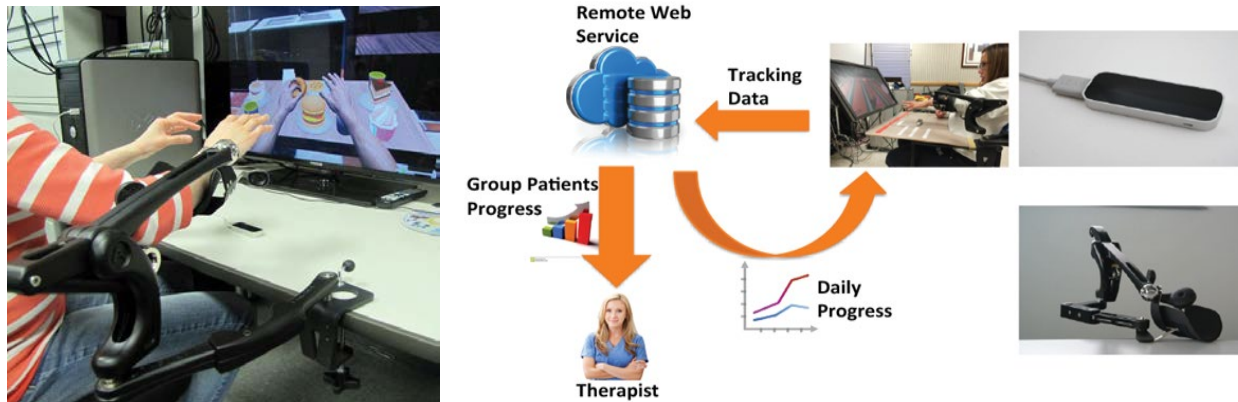 Remote Web
Service
Tracking
Data
Group Patients
Progress
Daily
Progress
Therapist